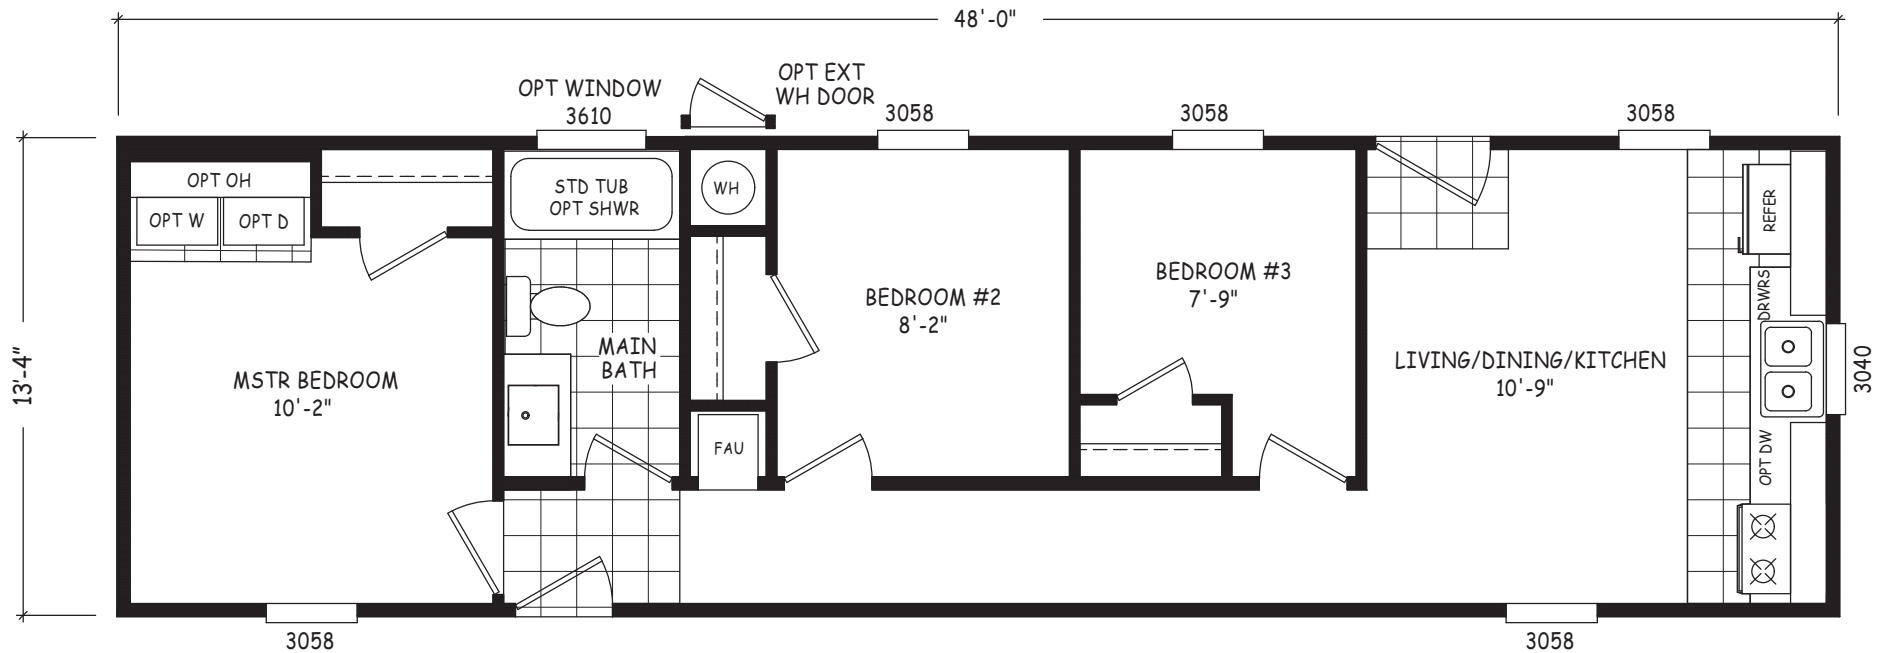 48'-0"
OPT WINDOW
3610
OPT EXT
WH DOOR
3058
3058
3058
OPT OH
OPT W
OPT D
STD TUB
OPT SHWR
WH
REFER
BEDROOM #2
8'-2"
BEDROOM #3
7'-9"
DRWRS
MAIN
BATH
MSTR BEDROOM
10'-2"
LIVING/DINING/KITCHEN
10'-9"
13'-4"
3040
FAU
OPT DW
3058
3058